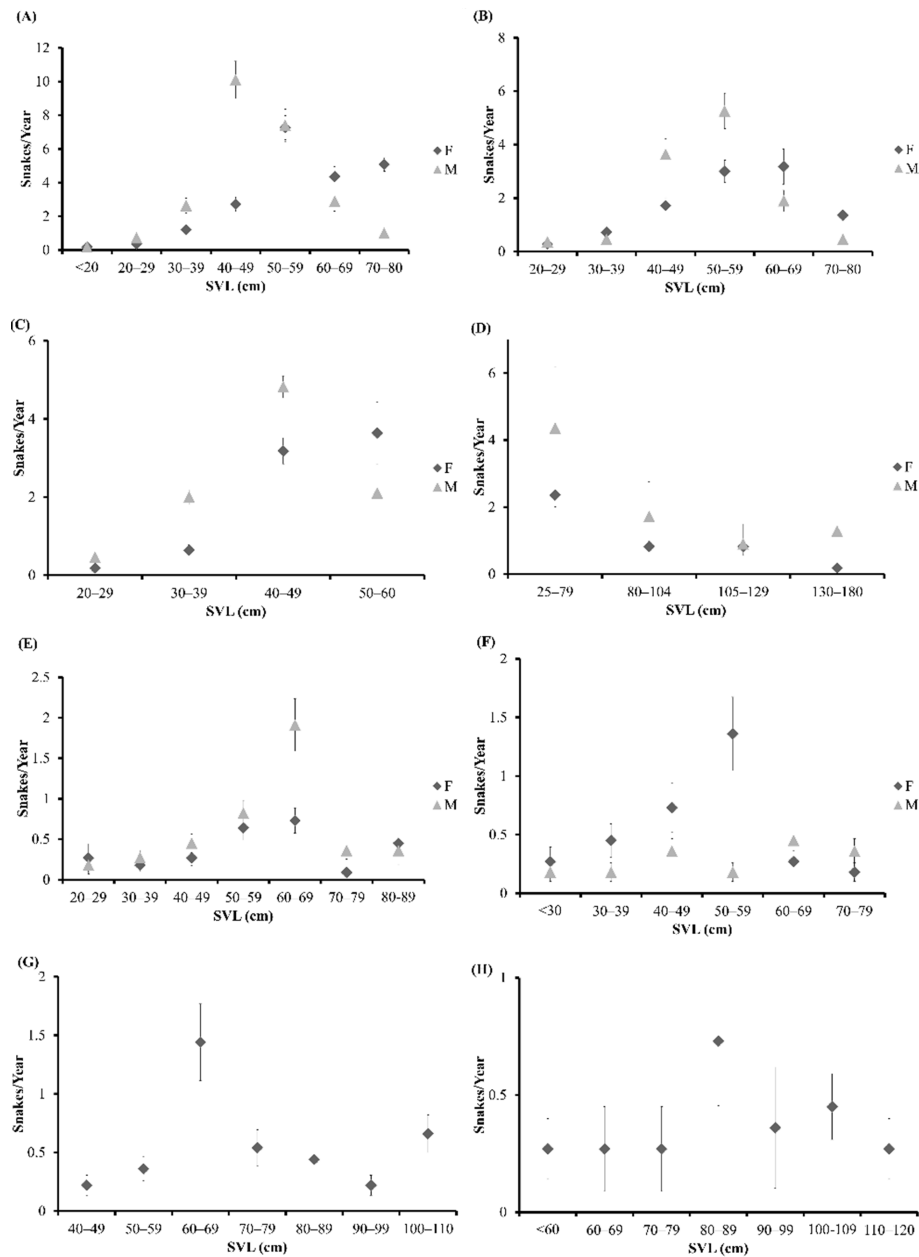 (A)
12
10
8
6
4
2
0
Snakes/Year
F
M
<20 20–29 30–39 40–49 50–59 60–69 70–80
SVL (cm)
(B)
8
6
4
2
0
Snakes/Year
F
M
20–29 30–39 40–49 50–59 60–69 70–80
SVL (cm)
(C)
6
4
2
0
Snakes/Year
F
M
20–29 30–39 40–49 50–60
SVL (cm)
(D)
6
4
2
0
Snakes/Year
F
M
25–79 80–104 105–129 130–180
SVL (cm)
(E)
2.5
2
1.5
1
0.5
0
Snakes/Year
F
M
20 29 30 39 40 49 50 59 60 69 70 79 80-89
SVL (cm)
(F)
2
1.5
1
0.5
0
Snakes/Year
F
M
<30 30–39 40–49 50–59 60–69 70–79
SVL (cm)
(G)
2
1.5
1
0.5
0
Snakes/Year
40–49 50–59 60–69 70–79 80–89 90–99 100–110
SVL (cm)
(H)
1
0.5
0
Snakes/Year
<60 60 69 70 79 80 89 90–99 100-109 110–120
SVL (cm)